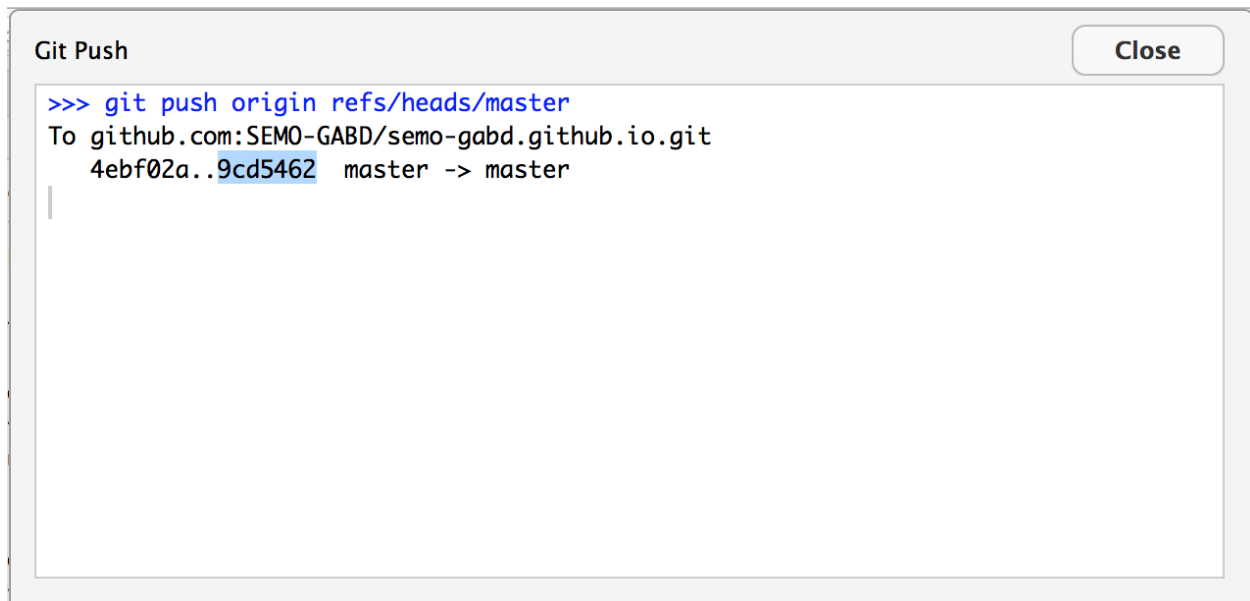 Git Push
Close
>>> git push origin refs/heads/master
To github.com:SEMO-GABD/semo-gabd.github.io.git
   4ebf02a..9cd5462  master -> master